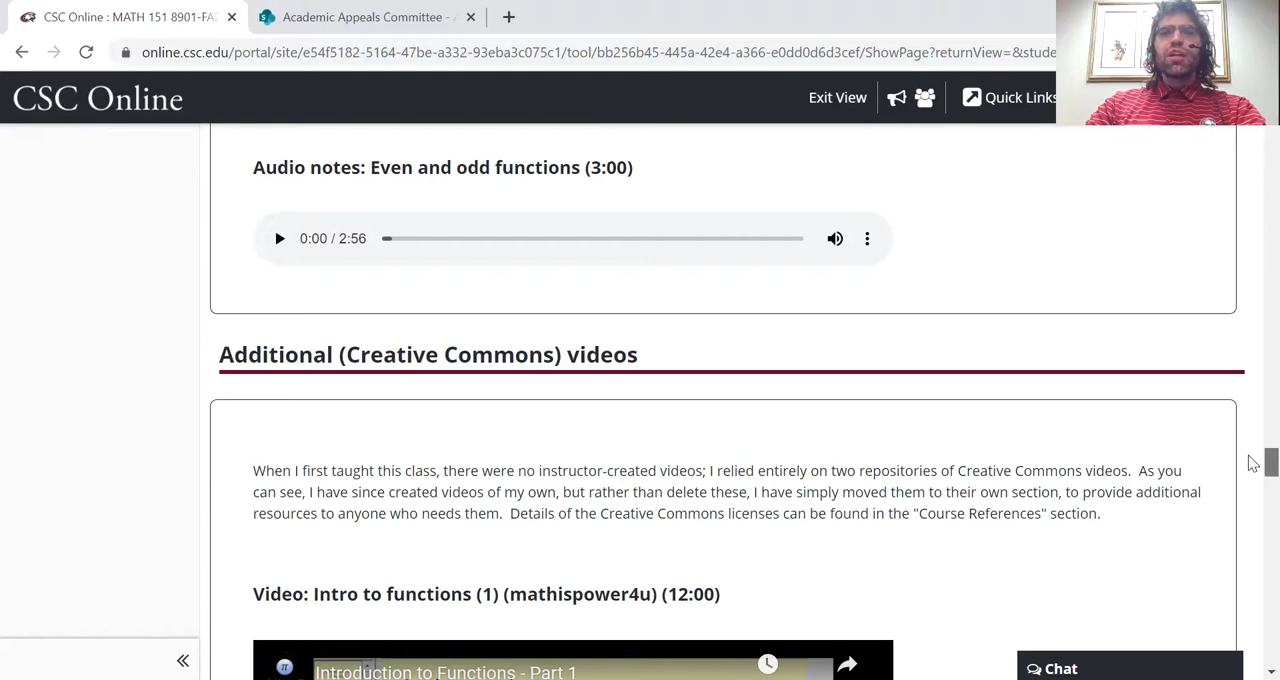 CSC Online : MATH 151 8901-FA2
Academic Appeals Committee -
online.csc.edu/portal/site/e54f5182-5164-47be-a332-93eba3c075c1/tool/bb256b45-445a-42e4-a366-e0dd0d6d3cef/ShowPage?returnView=&stude
CSC Online
Exit View
Quick Links
Audio notes: Even and odd functions (3:00)
0:00 / 2:56
Additional (Creative Commons) videos
When I first taught this class, there were no instructor-created videos; I relied entirely on two repositories of Creative Commons videos. As you
can see, I have since created videos of my own, but rather than delete these, I have simply moved them to their own section, to provide additional
resources to anyone who needs them. Details of the Creative Commons licenses can be found in the "Course References" section.
Video: Intro to functions (1) (mathispower4u) (12:00)
π
Introduction to Functions - Part 1
Chat